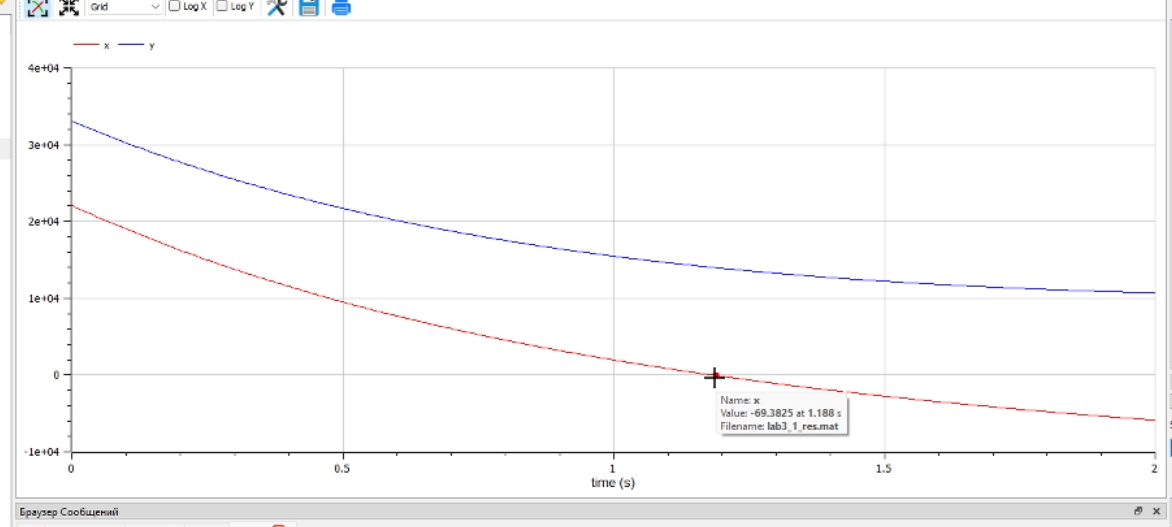 Grid Log X Log Y
x y
4e+04
3e+04
2e+04
1e+04
0
-1e+04
0 0.5 1 1.5 2
time (s)
Name: x
Value: -69.3825 at 1.188 s
Filename: lab3_1_res.mat
Браузер Сообщений